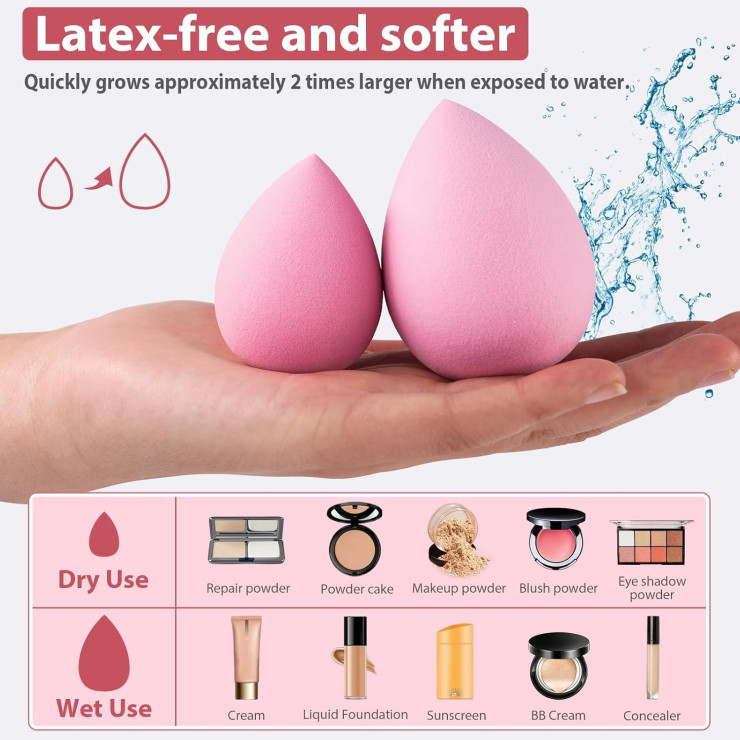 Latex-free and softer
Quickly grows approximately 2 times larger when exposed to water.
Dry Use
Repair powder
Powder cake
Makeup powder
Blush powder
Eye shadow
powder
Wet Use
Cream
Liquid Foundation
Sunscreen
BB Cream
Concealer